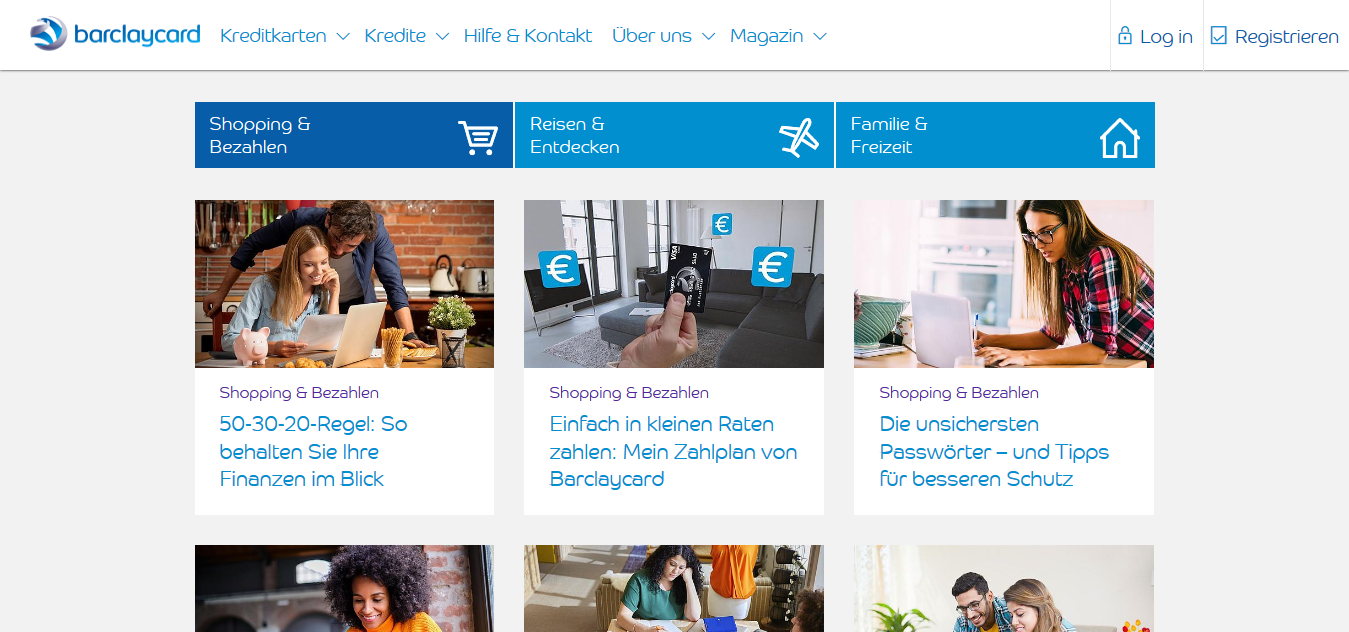 barclaycard Kreditkarten Kredite Hilfe & Kontakt Über uns Magazin Log in Registrieren
Shopping &
Bezahlen
Reisen &
Entdecken
Familie &
Freizeit
€ € €
VISA
Shopping & Bezahlen
50-30-20-Regel: So
behalten Sie Ihre
Finanzen im Blick
Shopping & Bezahlen
Einfach in kleinen Raten
zahlen: Mein Zahlplan von
Barclaycard
Shopping & Bezahlen
Die unsichersten
Passwörter – und Tipps
für besseren Schutz